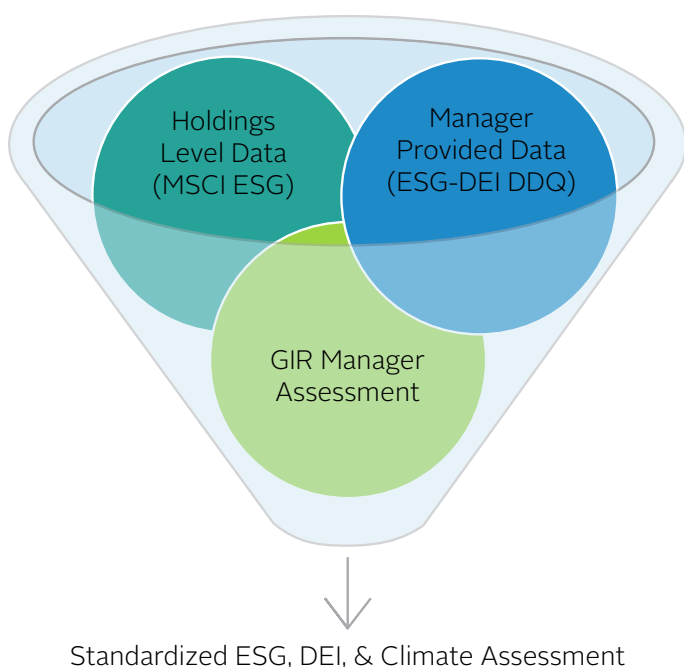 Holdings
Level Data
(MSCI ESG)
Manager
Provided Data
(ESG-DEI DDQ)
GIR Manager
Assessment
Standardized ESG, DEI, & Climate Assessment